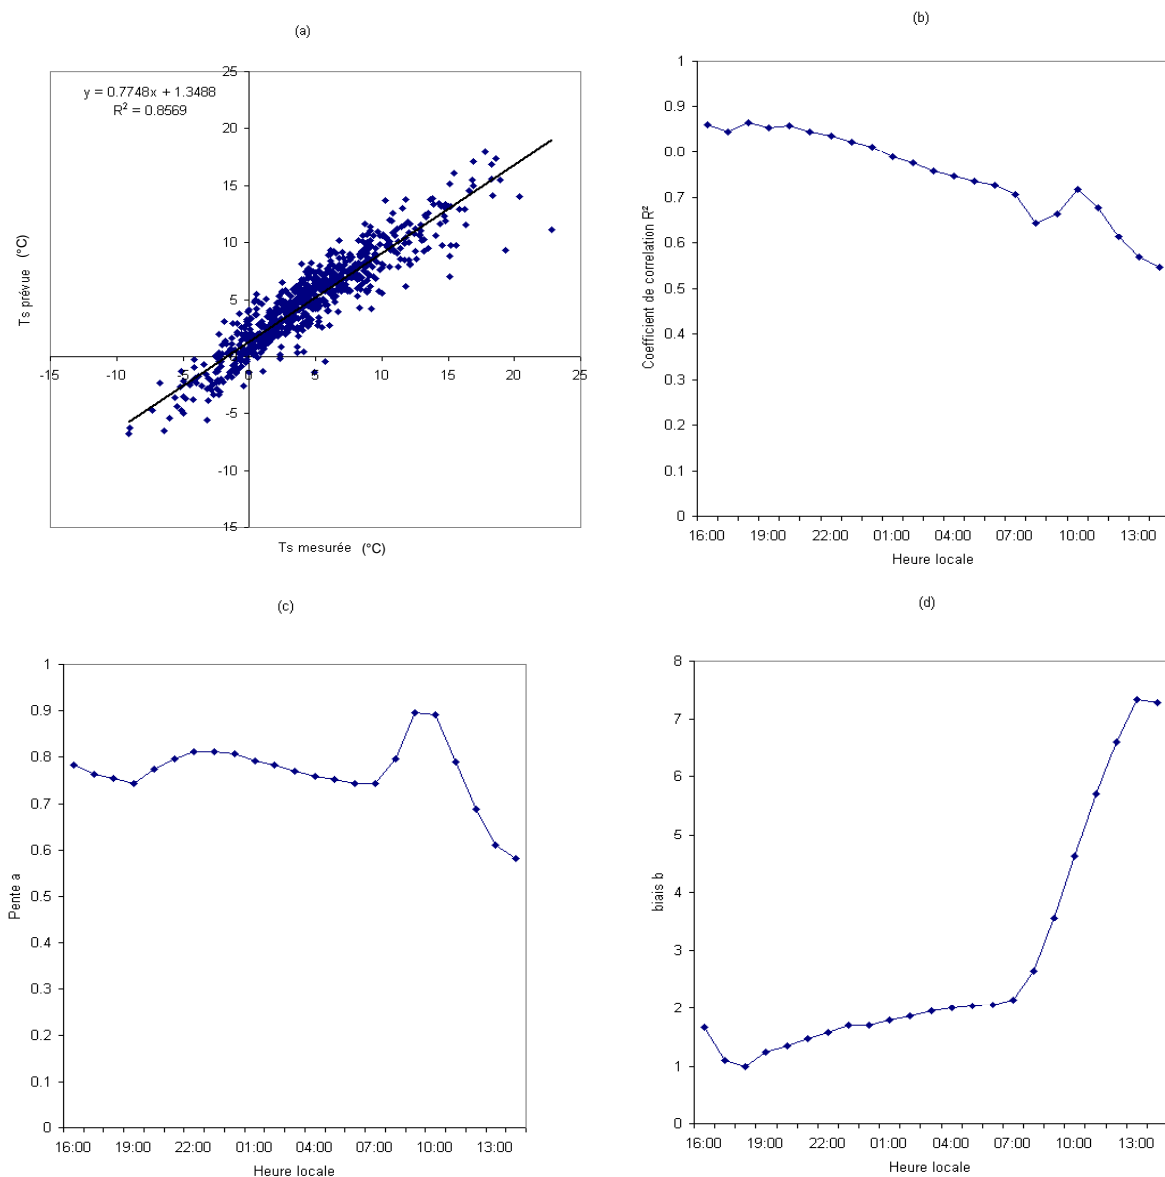 (a)
25
y = 0.7748x + 1.3488
R² = 0.8569
20
15
10
5
0
-15
-10
-5
0
5
10
15
20
25
-5
-10
15
Ts prévue (°C)
Ts mesurée (°C)
(b)
1
0.9
0.0
0.7
0.6
0.5
0.4
0.3
0.2
0.1
0
Coefficient de correlation R²
16:00 19:00 22:00 01:00 04:00 07:00 10:00 13:00
Heure locale
(c)
1
0.9
0.8
0.7
0.6
0.5
0.4
0.3
0.2
0.1
0
Pente a
16:00 19:00 22:00 01:00 04:00 07:00 10:00 13:00
Heure locale
(d)
8
7
6
5
4
3
2
1
0
biais b
16:00 19:00 22:00 01:00 04:00 07:00 10:00 13:00
Heure locale